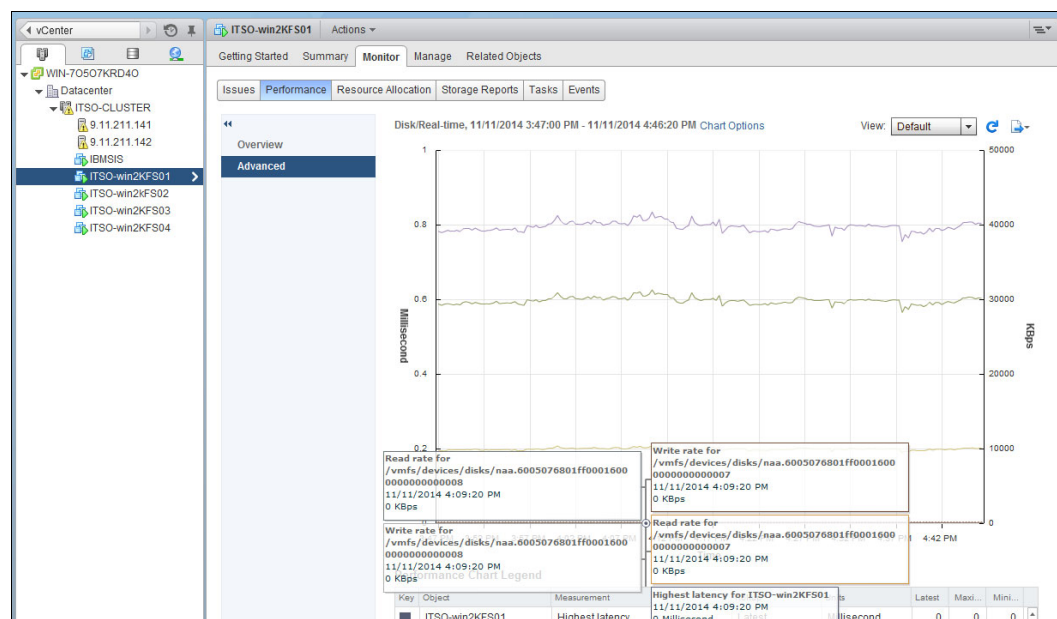 vCenter
ITSO-win2KFS01 Actions
Getting Started Summary Monitor Manage Related Objects
WIN-7O5O7KRD4O
Datacenter
ITSO-CLUSTER
9.11.211.141
9.11.211.142
IBMSIS
ITSO-win2KFS01
ITSO-win2kFS02
ITSO-win2KFS03
ITSO-win2KFS04
Issues Performance Resource Allocation Storage Reports Tasks Events
Overview
Advanced
Disk/Real-time, 11/11/2014 3:47:00 PM - 11/11/2014 4:46:20 PM Chart Options View: Default
1 50000
0.8 40000
0.6 30000
Millisecond
KBps
0.4 20000
0.2 10000
0 0
Read rate for
/vmfs/devices/disks/naa.6005076801ff0001600
0000000000008
11/11/2014 4:09:20 PM
0 KBps
Write rate for
/vmfs/devices/disks/naa.6005076801ff0001600
0000000000007
11/11/2014 4:09:20 PM
0 KBps
Write rate for
/vmfs/devices/disks/naa.6005076801ff0001600
0000000000008
11/11/2014 4:09:20 PM
0 KBps
Read rate for
/vmfs/devices/disks/naa.6005076801ff0001600
0000000000007
11/11/2014 4:09:20 PM
0 KBps
4:42 PM
Performance Chart Legend
Highest latency for ITSO-win2KFS01
11/11/2014 4:09:20 PM
0 Millisecond
Key Object Measurement Latest Maxi... Mini...
ITSO-win2KFS01 Highest latency Latest Millisecond 0 0 0